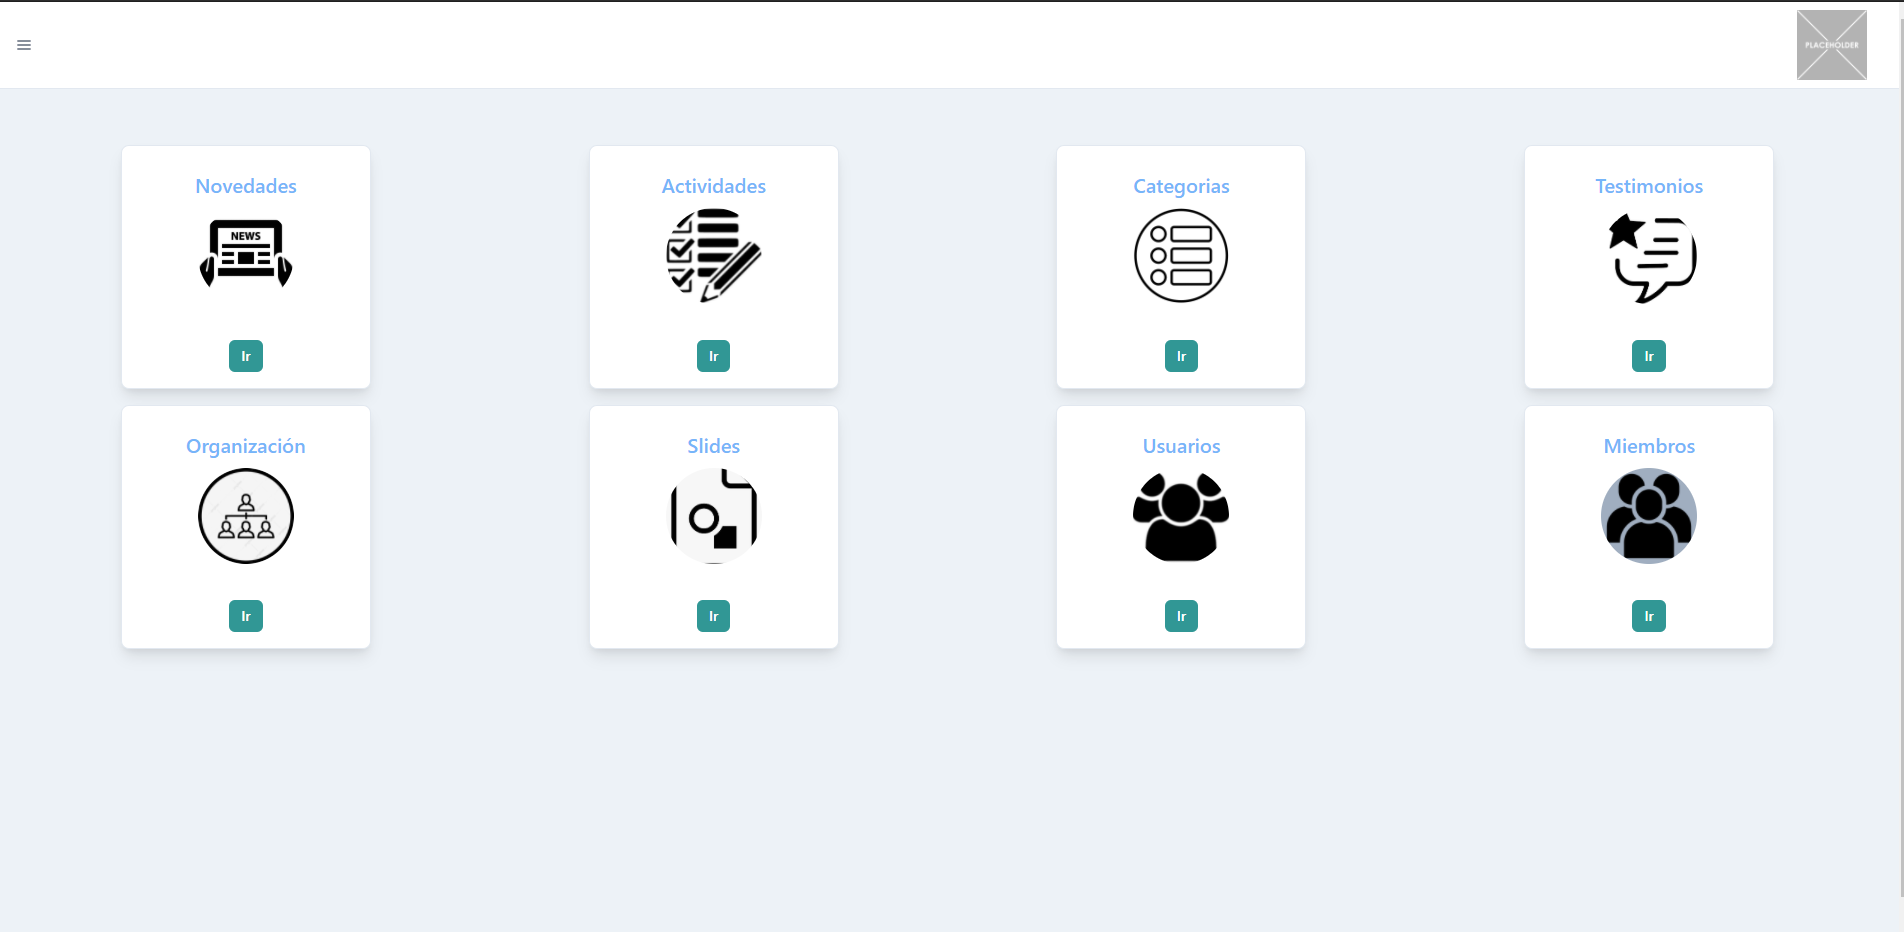 PLACEHOLDER
Novedades
Actividades
Categorias
Testimonios
NEWS
Ir
Ir
Ir
Ir
Organización
Slides
Usuarios
Miembros
Ir
Ir
Ir
Ir